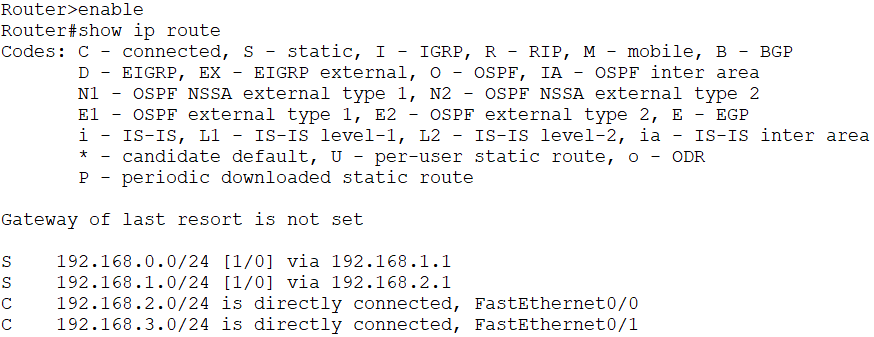 Router>enable
Router#show ip route
Codes: C - connected, S - static, I - IGRP, R - RIP, M - mobile, B - BGP
       D - EIGRP, EX - EIGRP external, O - OSPF, IA - OSPF inter area
       N1 - OSPF NSSA external type 1, N2 - OSPF NSSA external type 2
       E1 - OSPF external type 1, E2 - OSPF external type 2, E - EGP
       i - IS-IS, L1 - IS-IS level-1, L2 - IS-IS level-2, ia - IS-IS inter area
       * - candidate default, U - per-user static route, o - ODR
       P - periodic downloaded static route

Gateway of last resort is not set

S    192.168.0.0/24 [1/0] via 192.168.1.1
S    192.168.1.0/24 [1/0] via 192.168.2.1
C    192.168.2.0/24 is directly connected, FastEthernet0/0
C    192.168.3.0/24 is directly connected, FastEthernet0/1